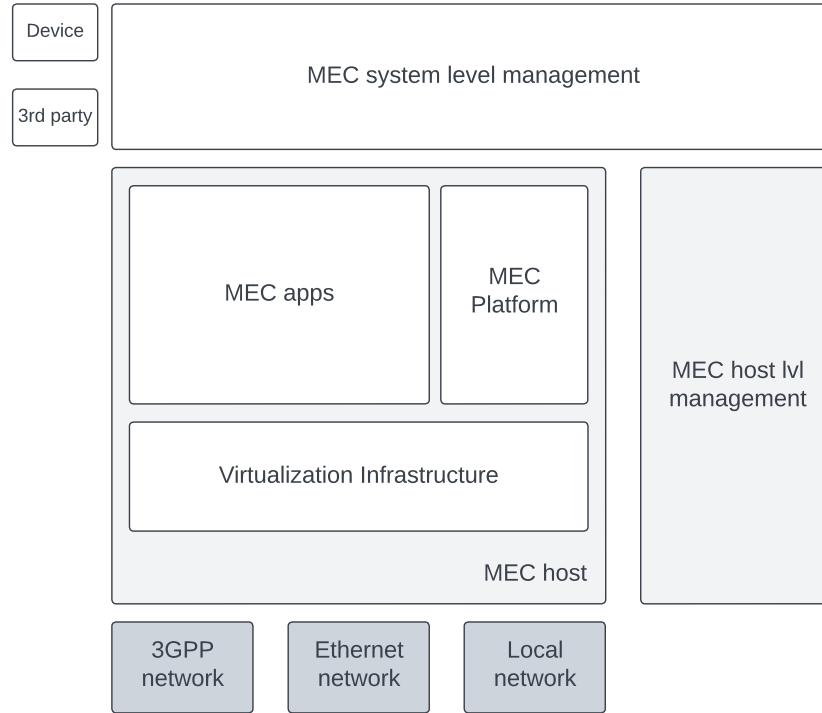 Device
MEC system level management
3rd party
MEC apps
MEC
Platform
MEC host lvl
management
Virtualization Infrastructure
MEC host
3GPP
network
Ethernet
network
Local
network